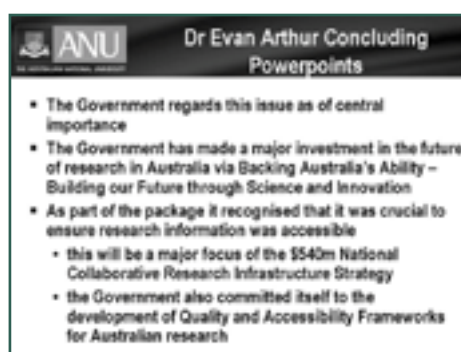 ANU
THE AUSTRALIAN NATIONAL UNIVERSITY
Dr Evan Arthur Concluding
Powerpoints
▪ The Government regards this issue as of central
importance
▪ The Government has made a major investment in the future
of research in Australia via Backing Australia's Ability –
Building our Future through Science and Innovation
▪ As part of the package it recognised that it was crucial to
ensure research information was accessible
• this will be a major focus of the $540m National
Collaborative Research Infrastructure Strategy
• the Government also committed itself to the
development of Quality and Accessibility Frameworks
for Australian research